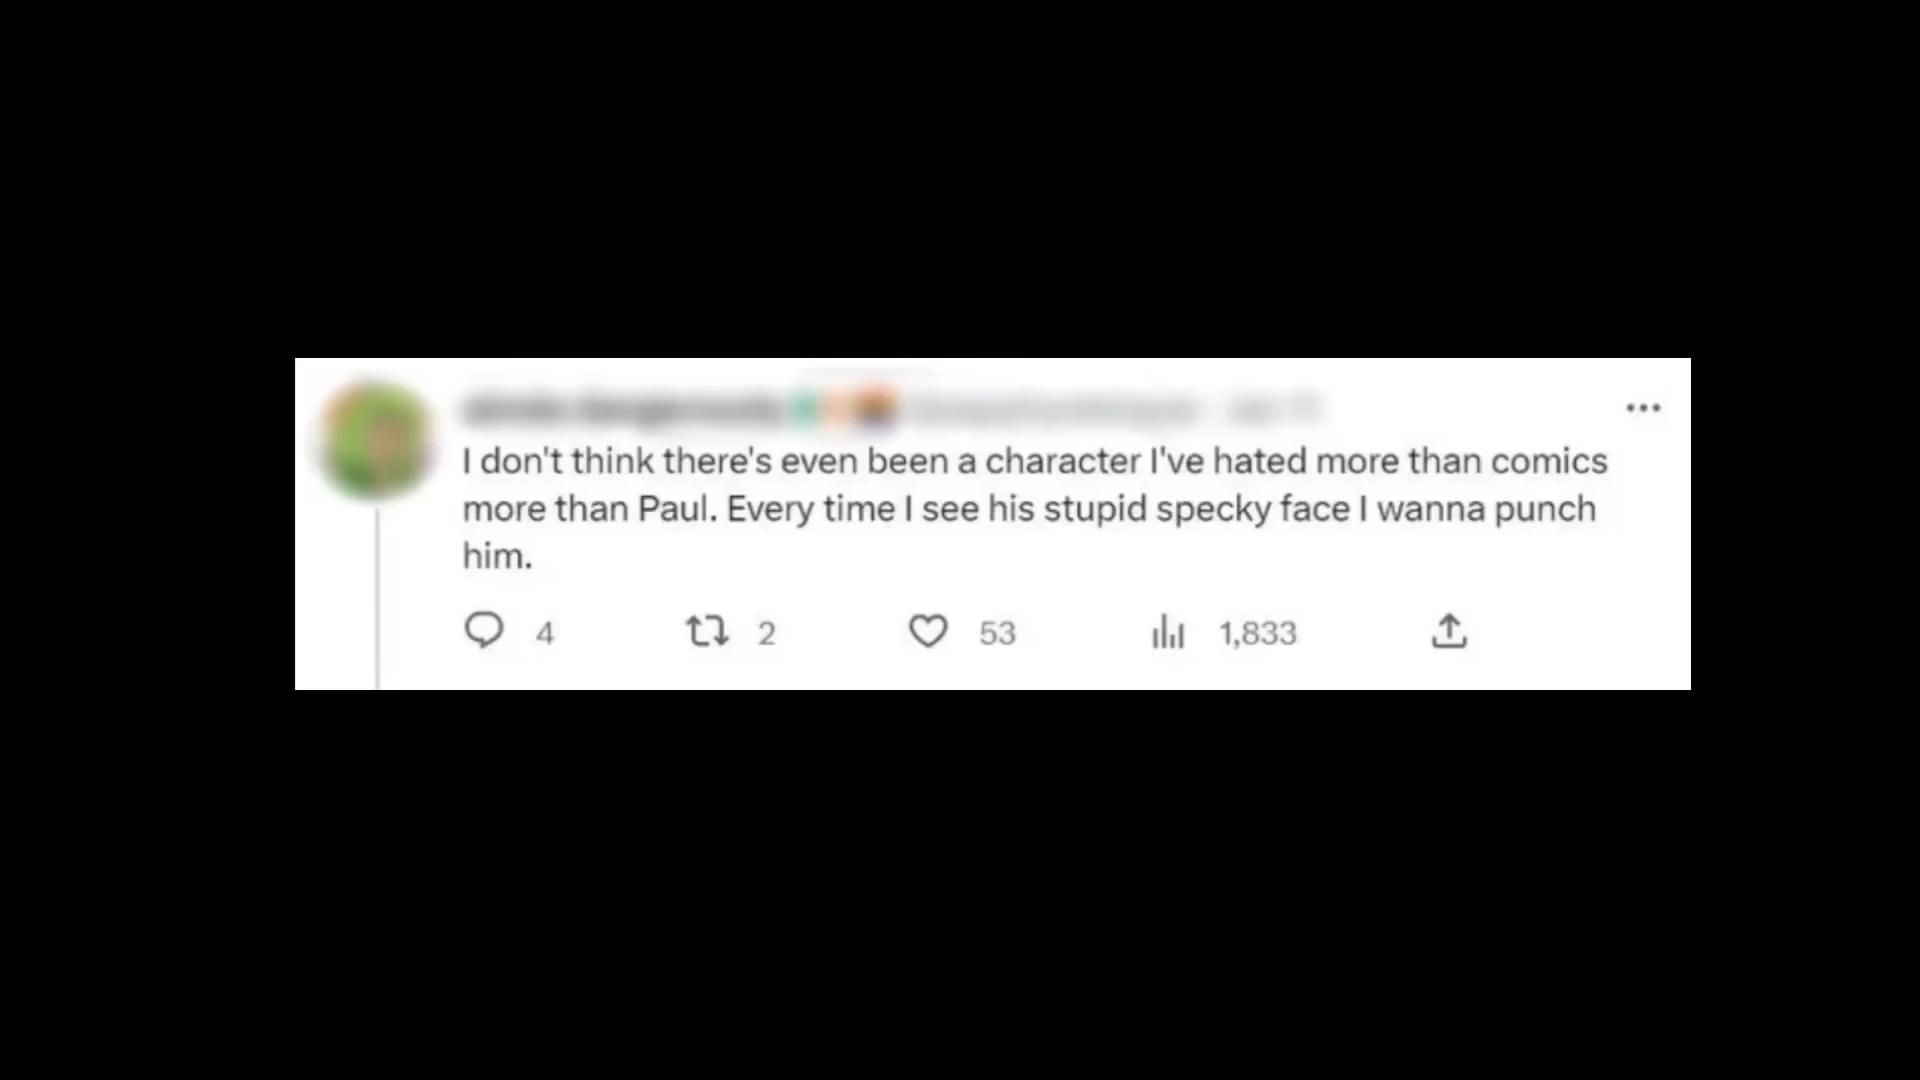 I don't think there's even been a character I've hated more than comics
more than Paul. Every time I see his stupid specky face I wanna punch
him.
4 2 53 1,833